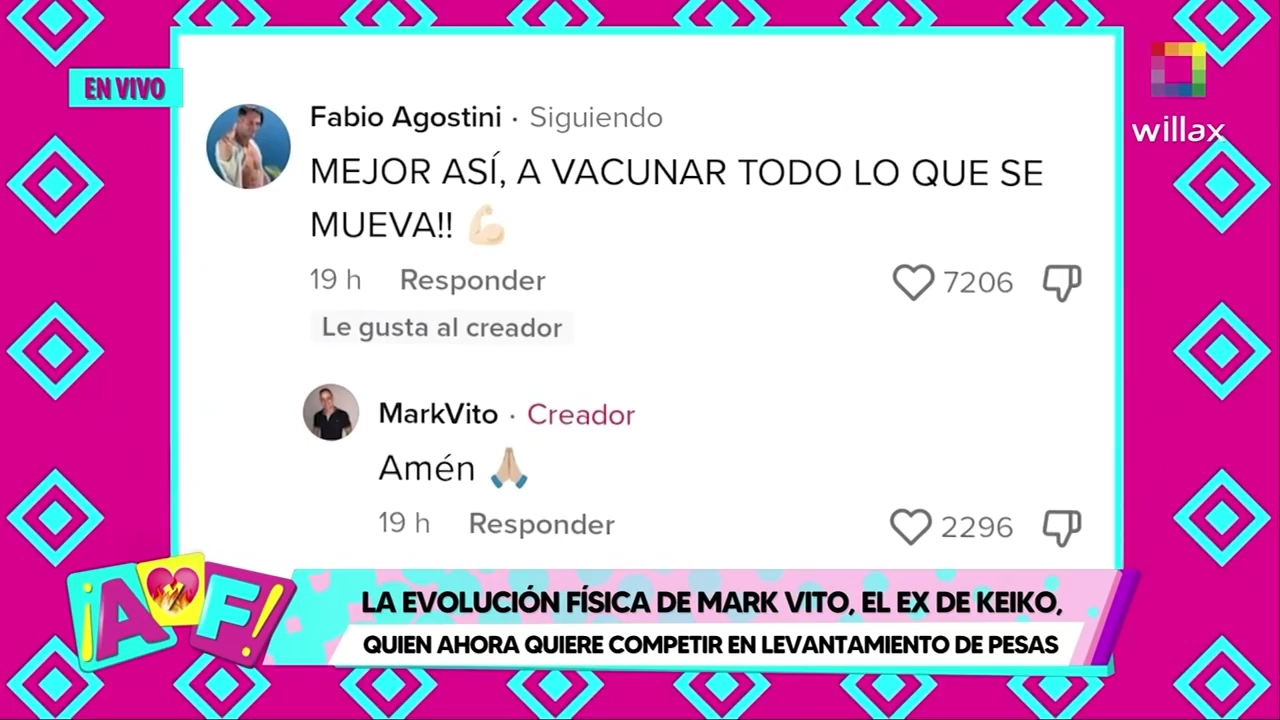 EN VIVO
willax
Fabio Agostini · Siguiendo
MEJOR ASÍ, A VACUNAR TODO LO QUE SE
MUEVA!! 💪🏻
19 h Responder 7206
Le gusta al creador
MarkVito · Creador
Amén 🙏🏼
19 h Responder 2296
¡A F!
LA EVOLUCIÓN FÍSICA DE MARK VITO, EL EX DE KEIKO,
QUIEN AHORA QUIERE COMPETIR EN LEVANTAMIENTO DE PESAS